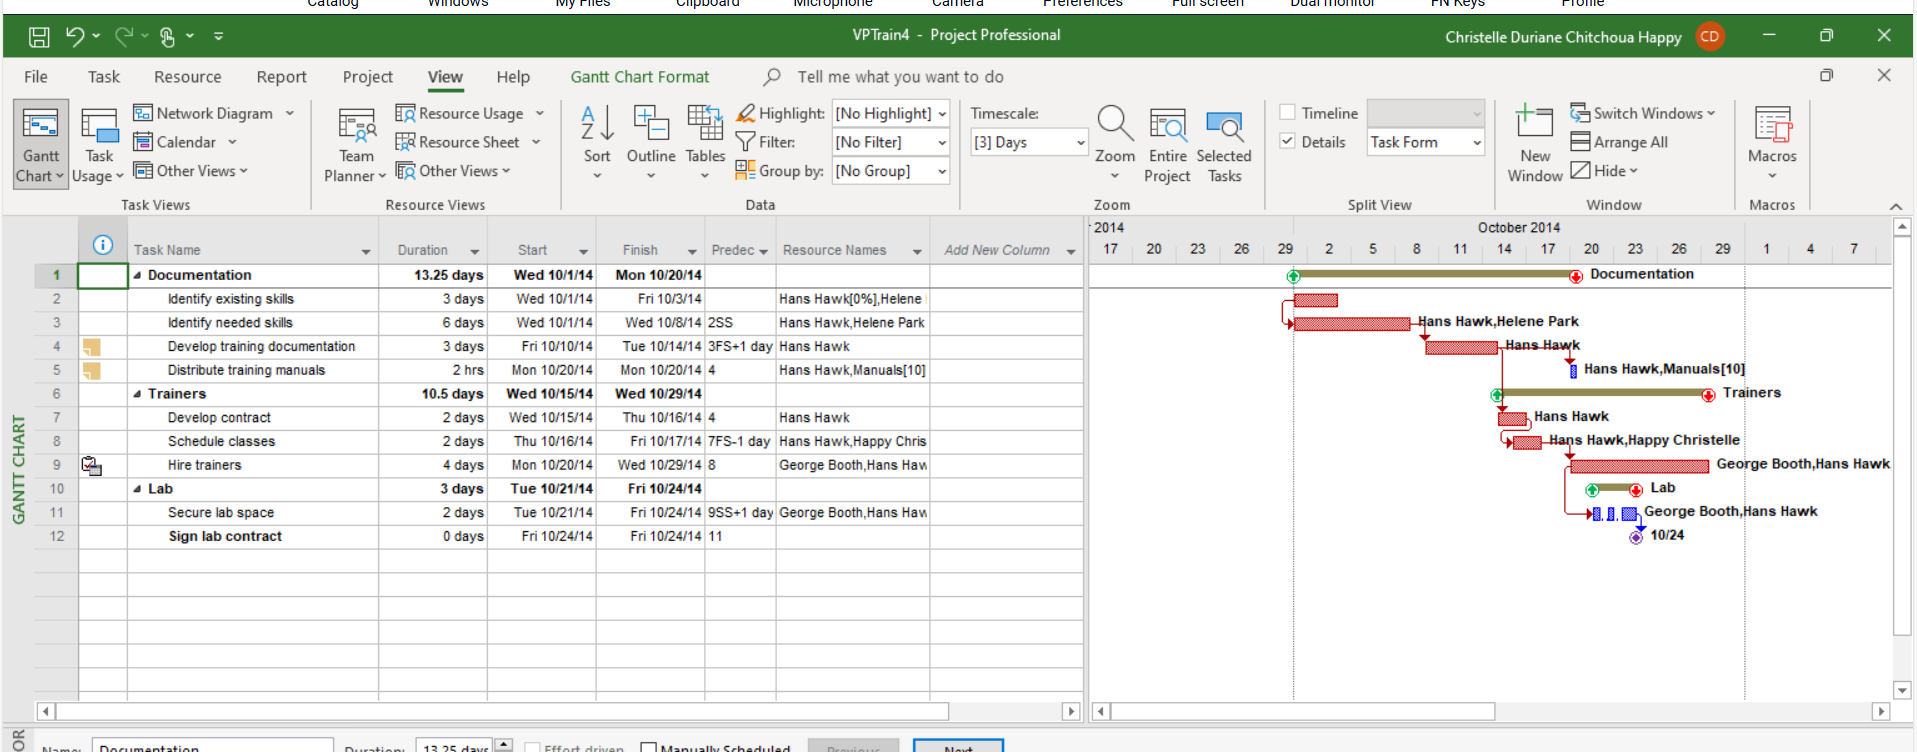 Catalog Windows My Files Clipboard Microphone Camera Preferences Full screen Dual monitor FN Keys Profile
VPTrain4 - Project Professional Christelle Duriane Chitchoua Happy CD
File Task Resource Report Project View Help Gantt Chart Format Tell me what you want to do
Gantt Chart
Task Usage
Network Diagram
Calendar
Other Views
Task Views
Team Planner
Resource Usage
Resource Sheet
Other Views
Resource Views
Sort
Outline
Tables
Highlight: [No Highlight]
Filter: [No Filter]
Group by: [No Group]
Data
Timescale:
[3] Days
Zoom
Entire Project
Selected Tasks
Zoom
Timeline
Details Task Form
Split View
New Window
Switch Windows
Arrange All
Hide
Window
Macros
Macros
GANTT CHART
Task Name Duration Start Finish Predec Resource Names Add New Column
1 Documentation 13.25 days Wed 10/1/14 Mon 10/20/14
2 Identify existing skills 3 days Wed 10/1/14 Fri 10/3/14 Hans Hawk[0%],Helene
3 Identify needed skills 6 days Wed 10/1/14 Wed 10/8/14 2SS Hans Hawk,Helene Park
4 Develop training documentation 3 days Fri 10/10/14 Tue 10/14/14 3FS+1 day Hans Hawk
5 Distribute training manuals 2 hrs Mon 10/20/14 Mon 10/20/14 4 Hans Hawk,Manuals[10]
6 Trainers 10.5 days Wed 10/15/14 Wed 10/29/14
7 Develop contract 2 days Wed 10/15/14 Thu 10/16/14 4 Hans Hawk
8 Schedule classes 2 days Thu 10/16/14 Fri 10/17/14 7FS-1 day Hans Hawk,Happy Chris
9 Hire trainers 4 days Mon 10/20/14 Wed 10/29/14 8 George Booth,Hans Haw
10 Lab 3 days Tue 10/21/14 Fri 10/24/14
11 Secure lab space 2 days Tue 10/21/14 Fri 10/24/14 9SS+1 day George Booth,Hans Haw
12 Sign lab contract 0 days Fri 10/24/14 Fri 10/24/14 11
2014 October 2014
17 20 23 26 29 2 5 8 11 14 17 20 23 26 29 1 4 7
Documentation
Hans Hawk,Helene Park
Hans Hawk
Hans Hawk,Manuals[10]
Trainers
Hans Hawk
Hans Hawk,Happy Christelle
George Booth,Hans Hawk
Lab
George Booth,Hans Hawk
10/24
OR
Name: Documentation Duration: 13.25 days Effort driven Manually Scheduled Previous Next